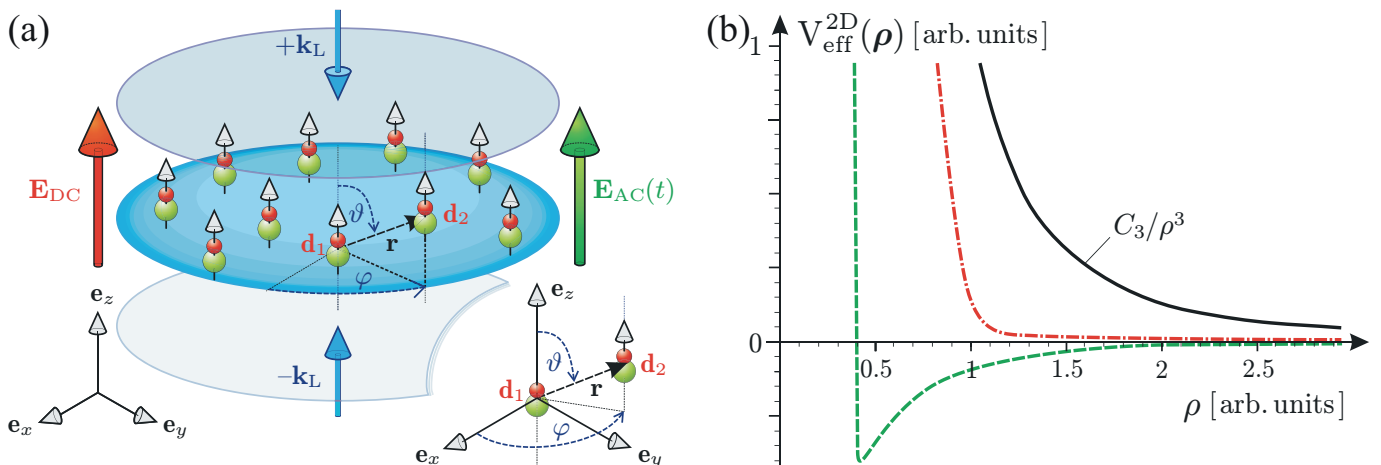 (a)
+k_L
E_DC
E_AC(t)
ϑ
d_2
d_1
r
φ
e_z
−k_L
e_x
e_y
e_z
ϑ
d_2
d_1
r
φ
e_x
e_y
(b)
V_eff^2D(ρ) [arb. units]
1
C_3/ρ^3
0
0.5
1
1.5
2
2.5
ρ [arb. units]